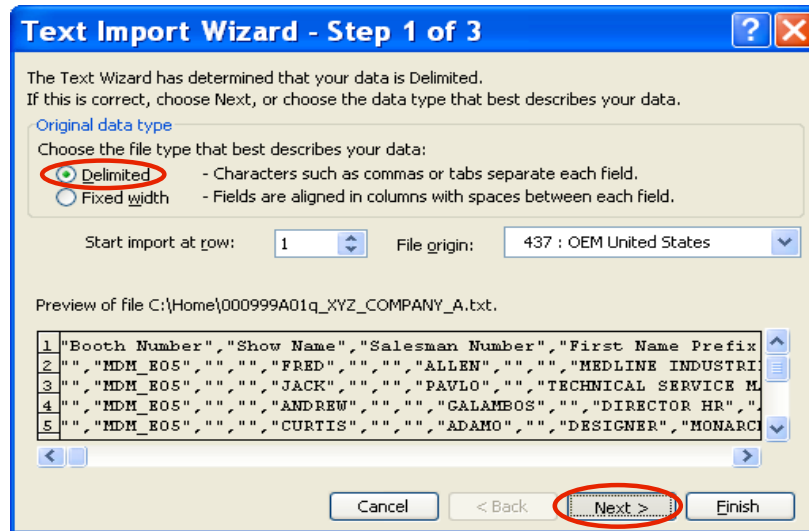 Text Import Wizard - Step 1 of 3
The Text Wizard has determined that your data is Delimited.
If this is correct, choose Next, or choose the data type that best describes your data.
Original data type
Choose the file type that best describes your data:
Delimited - Characters such as commas or tabs separate each field.
Fixed width - Fields are aligned in columns with spaces between each field.
Start import at row: 1 File origin: 437 : OEM United States
Preview of file C:\Home\000999A01q_XYZ_COMPANY_A.txt.
1 "Booth Number","Show Name","Salesman Number","First Name Prefix
2 "","MDM_E05","","","FRED","","","ALLEN","","","MEDLINE INDUSTRI
3 "","MDM_E05","","","JACK","","","PAVLO","","TECHNICAL SERVICE M
4 "","MDM_E05","","","ANDREW","","","GALAMBOS","","DIRECTOR HR","
5 "","MDM_E05","","","CURTIS","","","ADAMO","","DESIGNER","MONARC
Cancel < Back Next > Finish